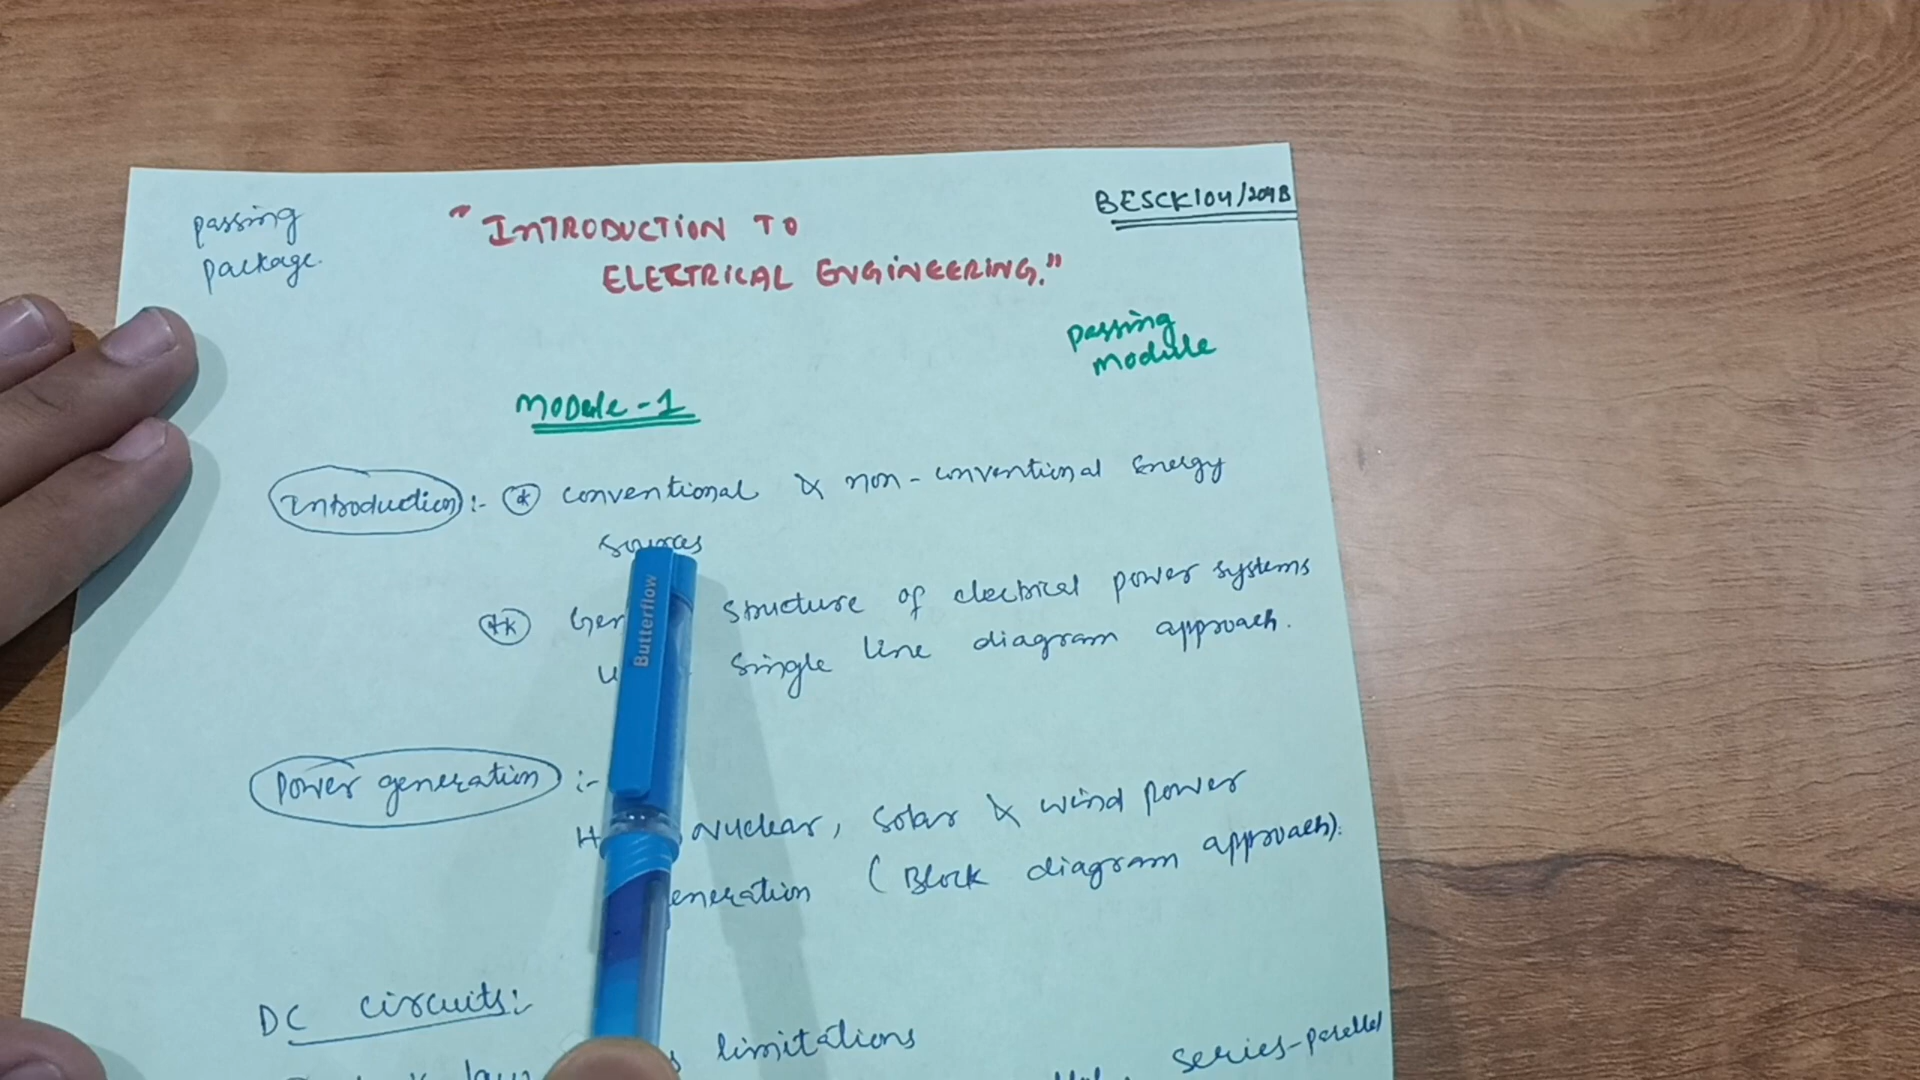 passing
package.
BESCK104/204B
"INTRODUCTION TO
ELECTRICAL ENGINEERING."
passing
module
MODULE-1
Introduction :- * conventional & non-conventional Energy
sources
** structure of electrical power systems
single line diagram approach.
Power generation :-
Nuclear, Solar & wind power
(Block diagram approach).
DC circuits:
limitations
series-parallel
Butterflow